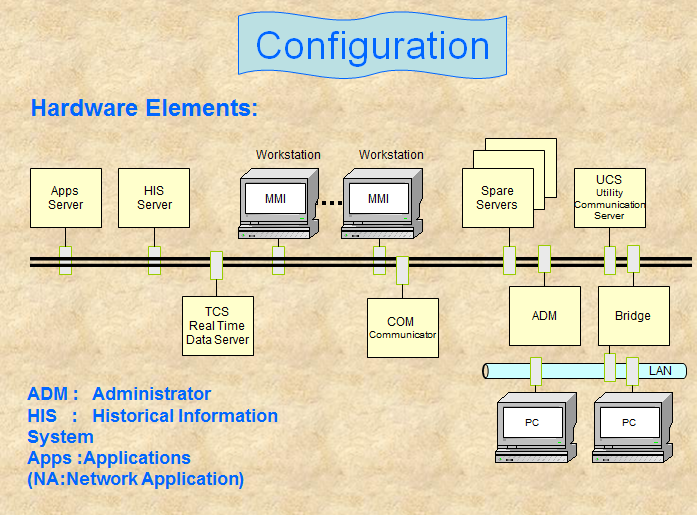 Configuration
Hardware Elements:
Workstation
Workstation
Apps
Server
HIS
Server
MMI
MMI
Spare
Servers
UCS
Utility
Communication
Server
TCS
Real Time
Data Server
COM
Communicator
ADM
Bridge
LAN
PC
PC
ADM : Administrator
HIS : Historical Information
System
Apps :Applications
(NA:Network Application)